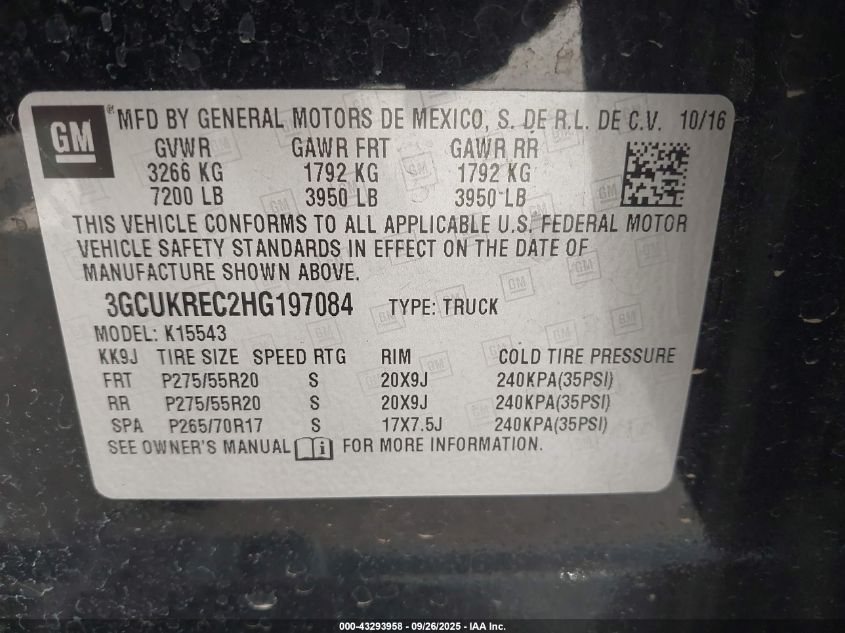 GM
® MFD BY GENERAL MOTORS DE MEXICO, S. DE R.L. DE C.V. 10/16
GVWR GAWR FRT GAWR RR
3266 KG 1792 KG 1792 KG
7200 LB 3950 LB 3950 LB
THIS VEHICLE CONFORMS TO ALL APPLICABLE U.S. FEDERAL MOTOR
VEHICLE SAFETY STANDARDS IN EFFECT ON THE DATE OF
MANUFACTURE SHOWN ABOVE.
3GCUKREC2HG197084 TYPE: TRUCK
MODEL: K15543
KK9J TIRE SIZE SPEED RTG RIM COLD TIRE PRESSURE
FRT P275/55R20 S 20X9J 240KPA(35PSI)
RR P275/55R20 S 20X9J 240KPA(35PSI)
SPA P265/70R17 S 17X7.5J 240KPA(35PSI)
SEE OWNER'S MANUAL FOR MORE INFORMATION.
000-43293958 - 09/26/2025 - IAA Inc.